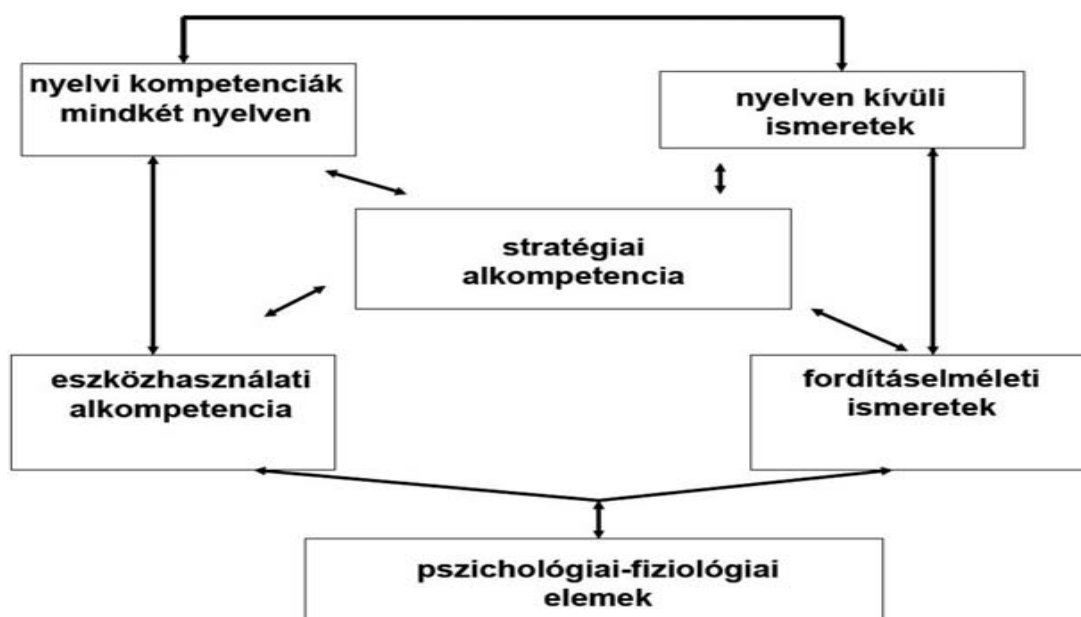 nyelvi kompetenciák
mindkét nyelven
nyelven kívüli
ismeretek
stratégiai
alkompetencia
eszközhasználati
alkompetencia
fordításelméleti
ismeretek
pszichológiai-fiziológiai
elemek